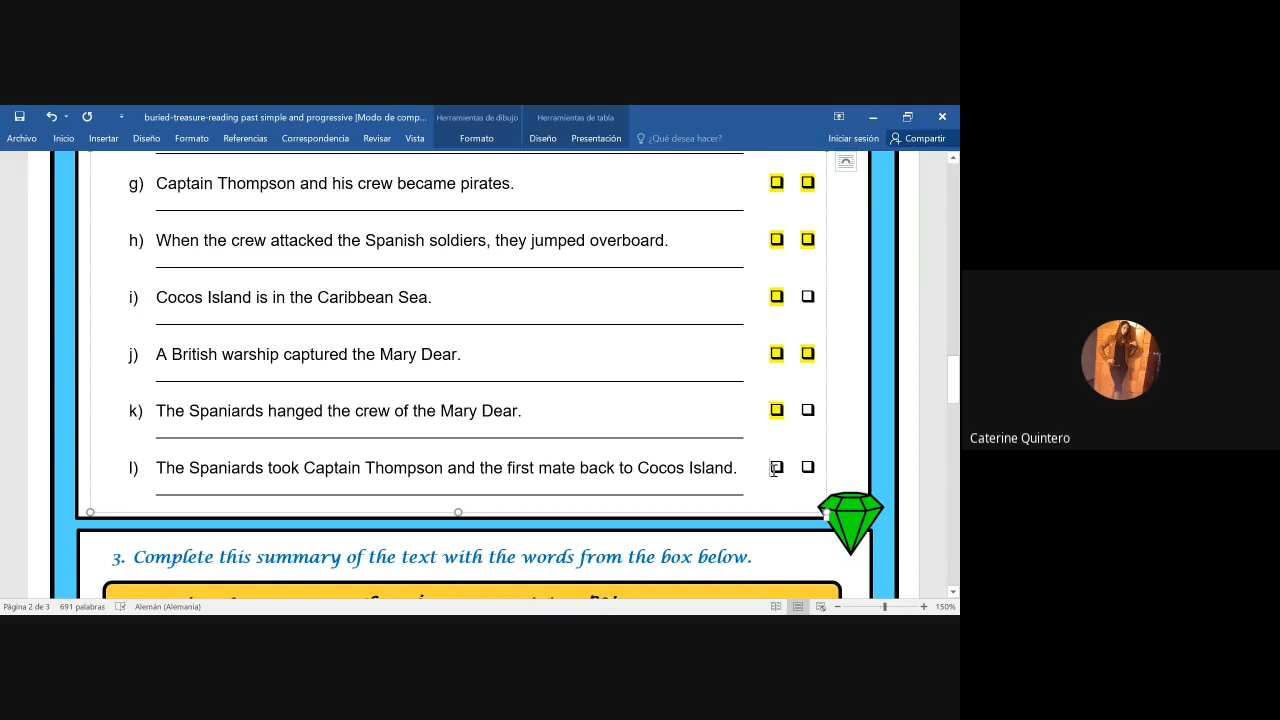 buried-treasure-reading past simple and progressive [Modo de comp...
Herramientas de dibujo
Herramientas de tabla
Archivo Inicio Insertar Diseño Formato Referencias Correspondencia Revisar Vista Formato Diseño Presentación ¿Qué desea hacer? Iniciar sesión Compartir
g) Captain Thompson and his crew became pirates.
h) When the crew attacked the Spanish soldiers, they jumped overboard.
i) Cocos Island is in the Caribbean Sea.
j) A British warship captured the Mary Dear.
k) The Spaniards hanged the crew of the Mary Dear.
l) The Spaniards took Captain Thompson and the first mate back to Cocos Island.
3. Complete this summary of the text with the words from the box below.
Página 2 de 3 691 palabras Alemán (Alemania) 150%
Caterine Quintero